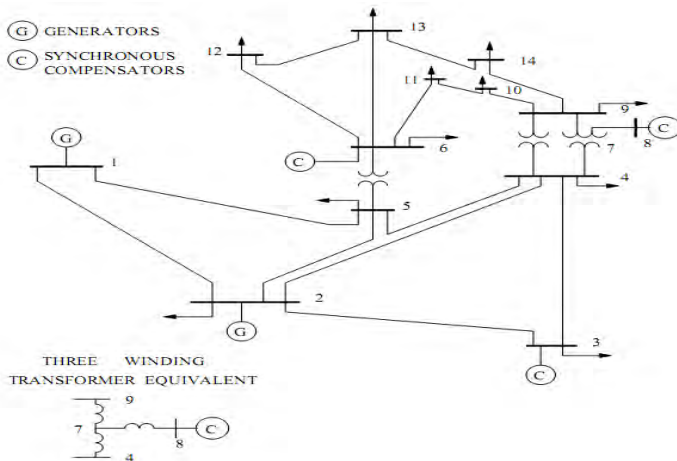 G GENERATORS
C SYNCHRONOUS
COMPENSATORS
13
12
14
11
10
9
G
C
6
7
8
C
1
4
5
2
G
3
C
THREE WINDING
TRANSFORMER EQUIVALENT
9
7
C
8
4